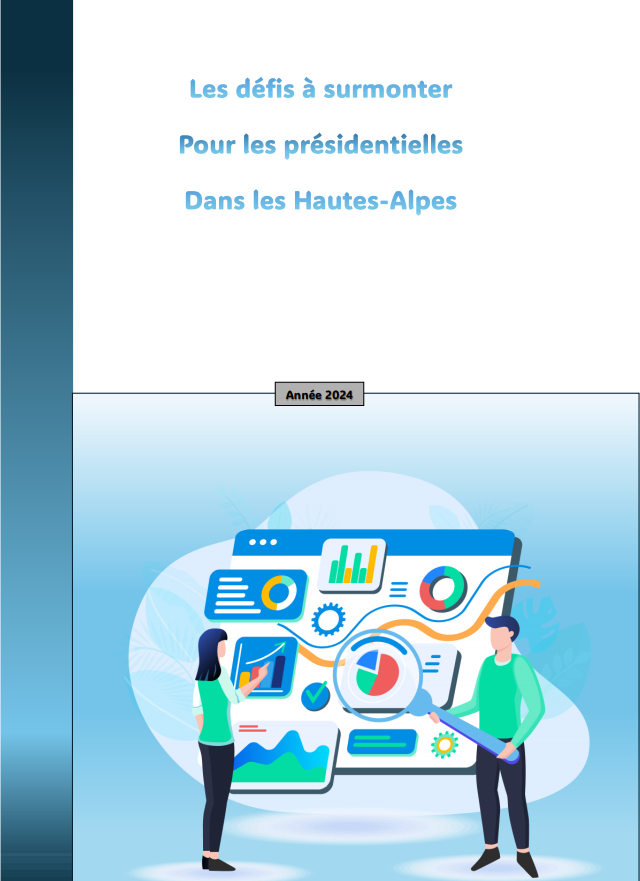 Les défis à surmonter
Pour les présidentielles
Dans les Hautes-Alpes
Année 2024